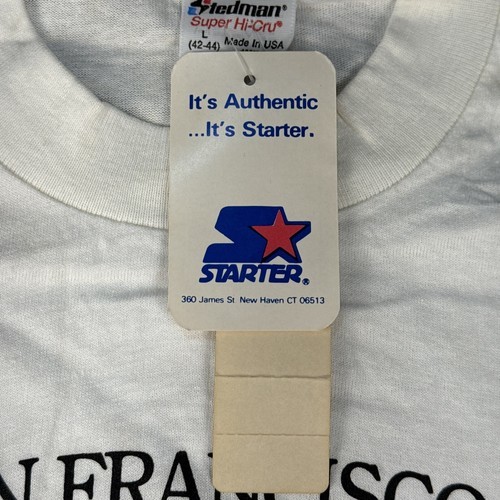 Stedman®
Super Hi-Cru®
L
(42-44) Made in USA
It's Authentic
...It's Starter.
STARTER®
360 James St New Haven CT 06513
N FRANCISCO